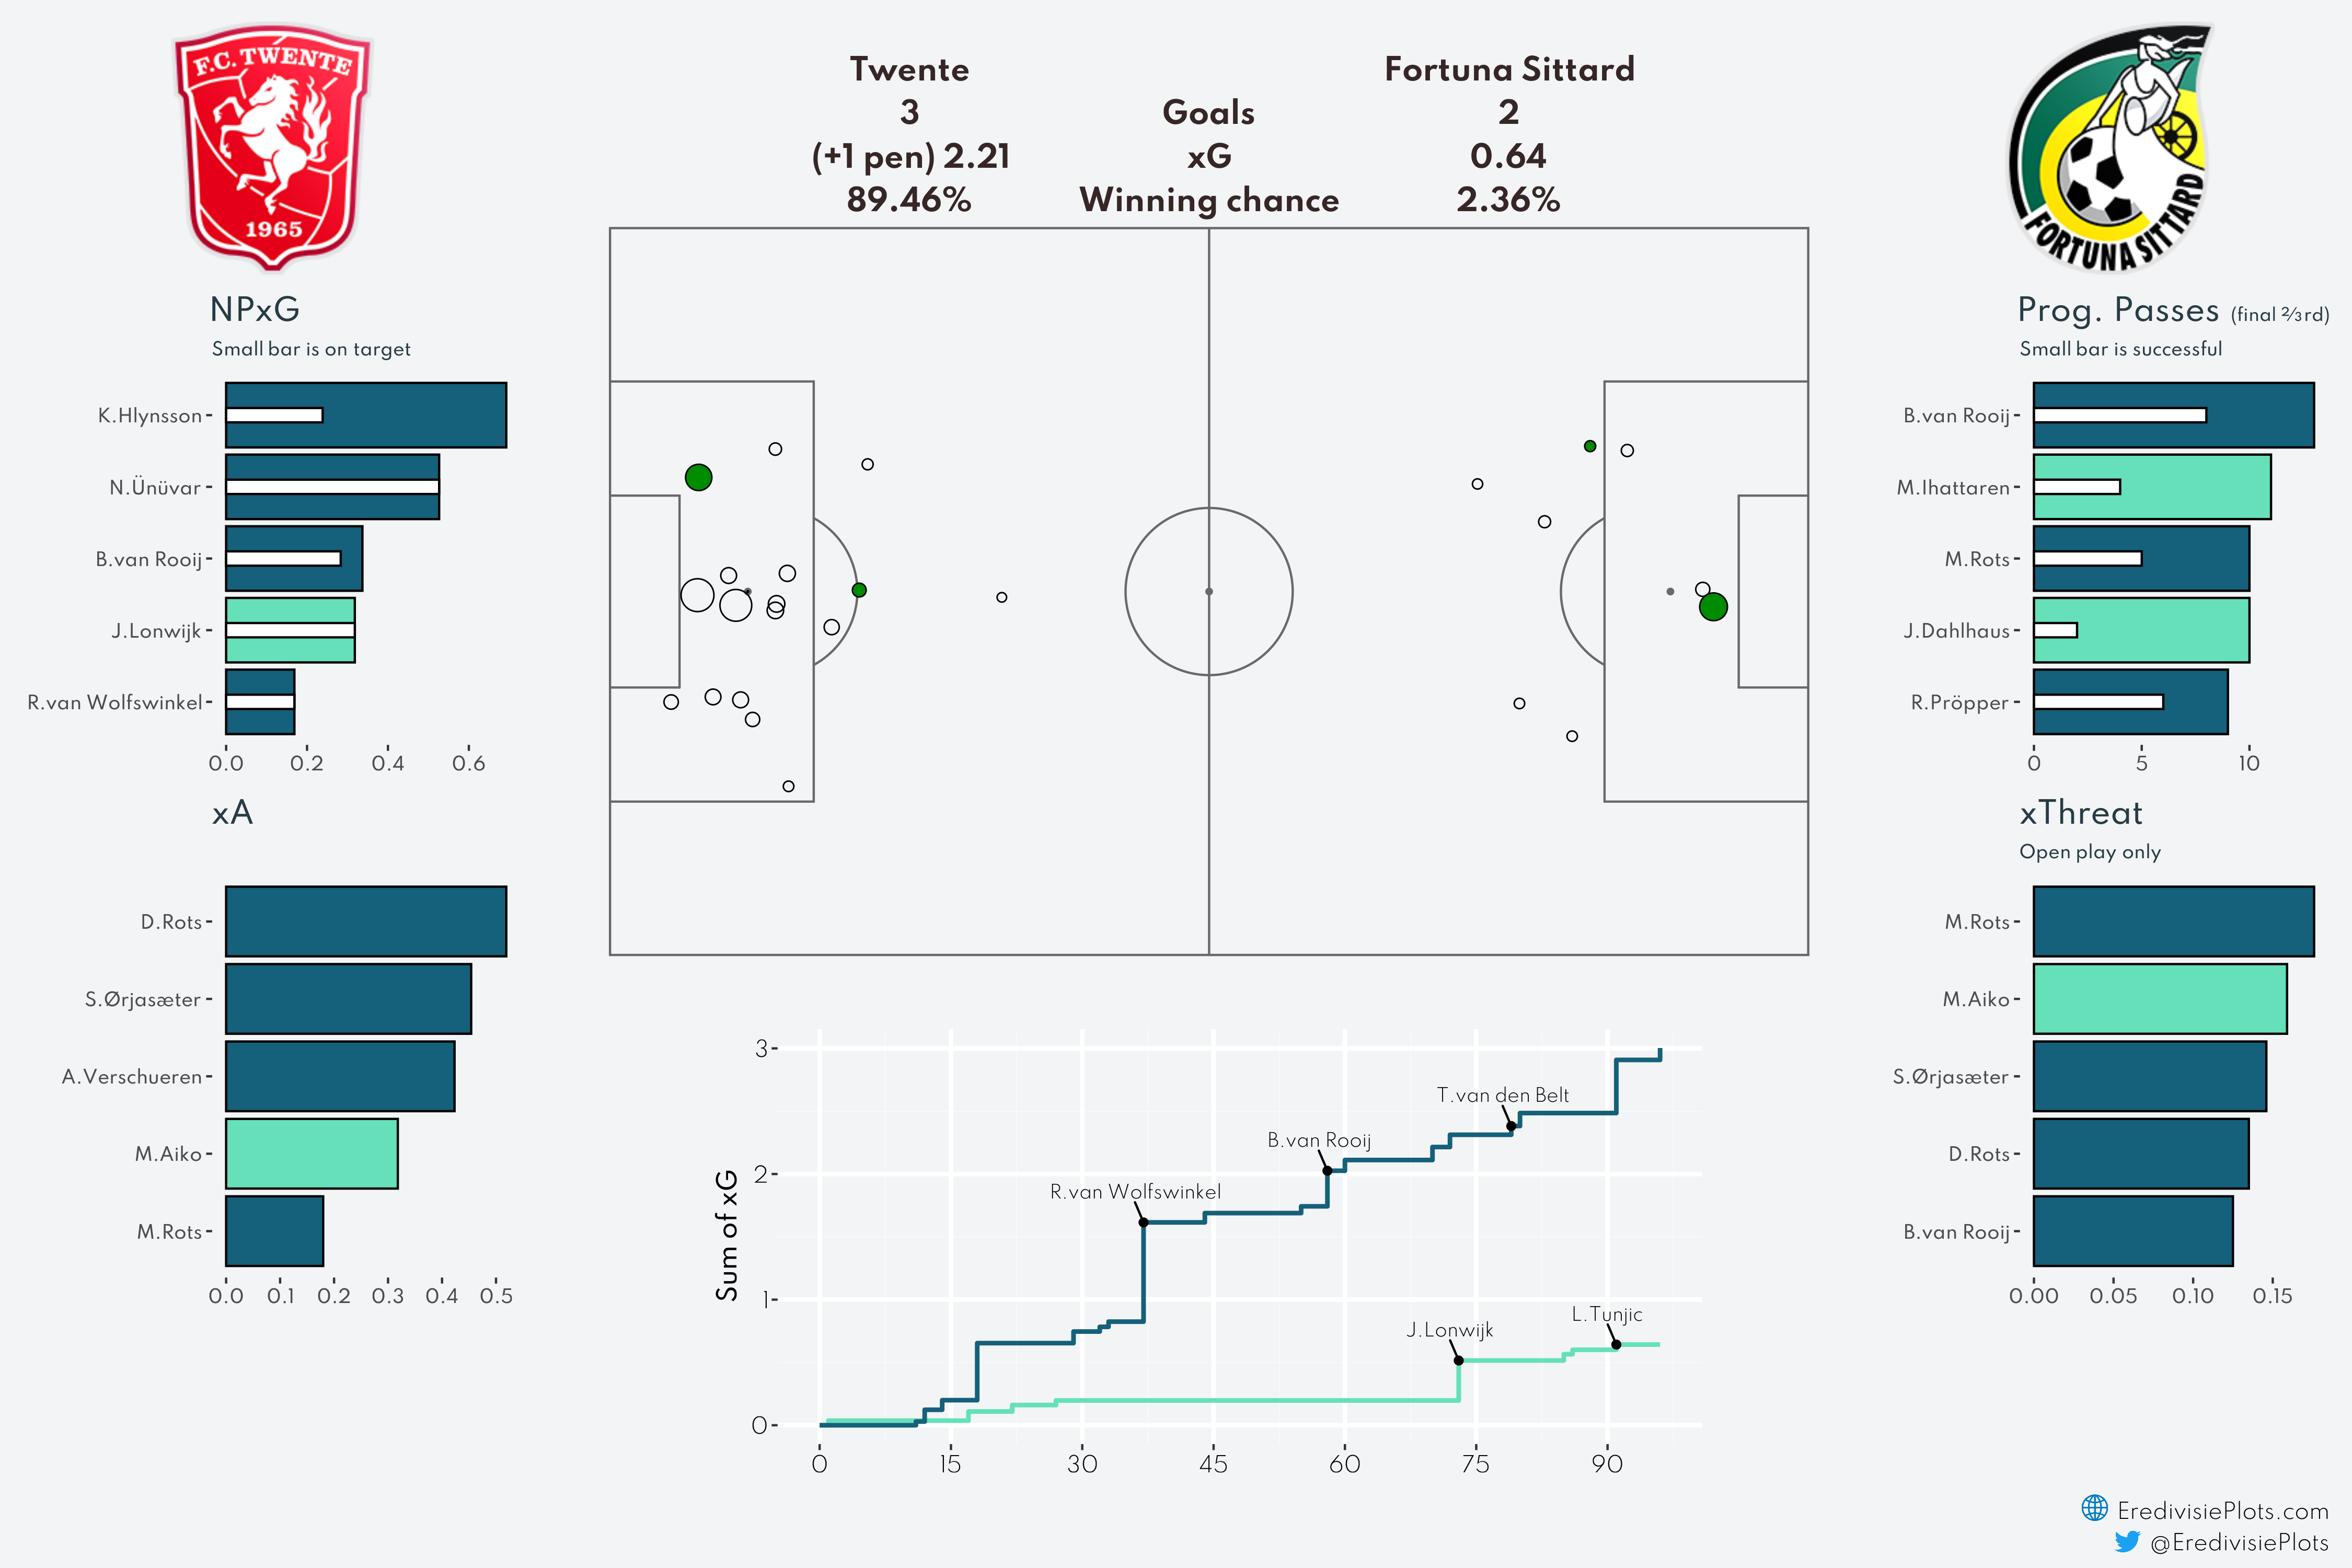 F.C. TWENTE
1965
Twente
Fortuna Sittard
3
Goals
2
(+1 pen) 2.21
xG
0.64
89.46%
Winning chance
2.36%
FORTUNA SITTARD
NPxG
Small bar is on target
K.Hlynsson
N.Ünüvar
B.van Rooij
J.Lonwijk
R.van Wolfswinkel
0.0 0.2 0.4 0.6
xA
D.Rots
S.Ørjasæter
A.Verschueren
M.Aiko
M.Rots
0.0 0.1 0.2 0.3 0.4 0.5
Sum of xG
3
2
1
0
R.van Wolfswinkel
B.van Rooij
T.van den Belt
J.Lonwijk
L.Tunjic
0 15 30 45 60 75 90
Prog. Passes (final ⅔rd)
Small bar is successful
B.van Rooij
M.Ihattaren
M.Rots
J.Dahlhaus
R.Pröpper
0 5 10
xThreat
Open play only
M.Rots
M.Aiko
S.Ørjasæter
D.Rots
B.van Rooij
0.00 0.05 0.10 0.15
EredivisiePlots.com
@EredivisiePlots